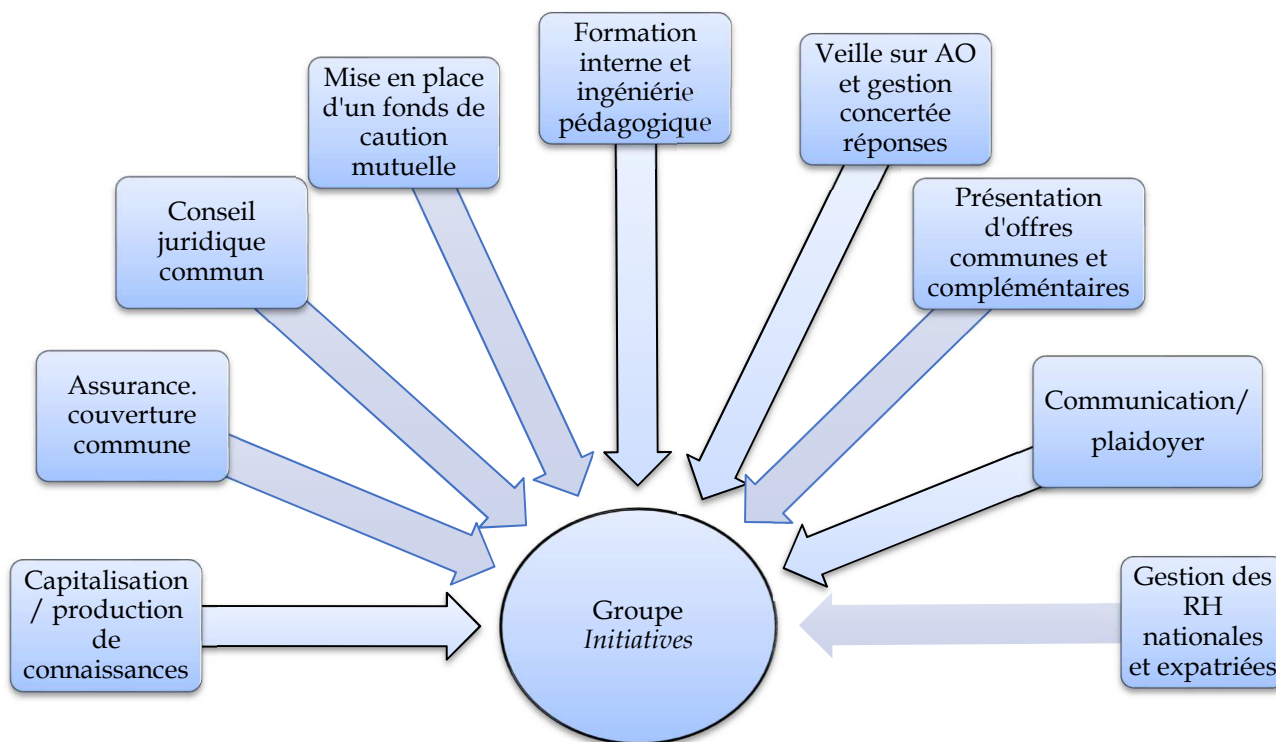 Formation
interne et
ingéniérie
pédagogique
Veille sur AO
et gestion
concertée
réponses
Mise en place
d'un fonds de
caution
mutuelle
Conseil
juridique
commun
Présentation
d'offres
communes et
compléméntaires
Assurance.
couverture
commune
Communication/
plaidoyer
Capitalisation
/ production
de
connaissances
Groupe
Initiatives
Gestion des
RH
nationales
et expatriées